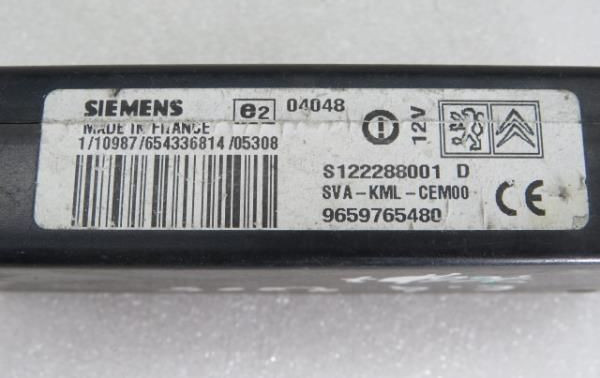 SIEMENS
e2 04048
MADE IN FRANCE
1/10987/654336814/05308
12V
S122288001 D
SVA-KML-CEM00
9659765480
CE